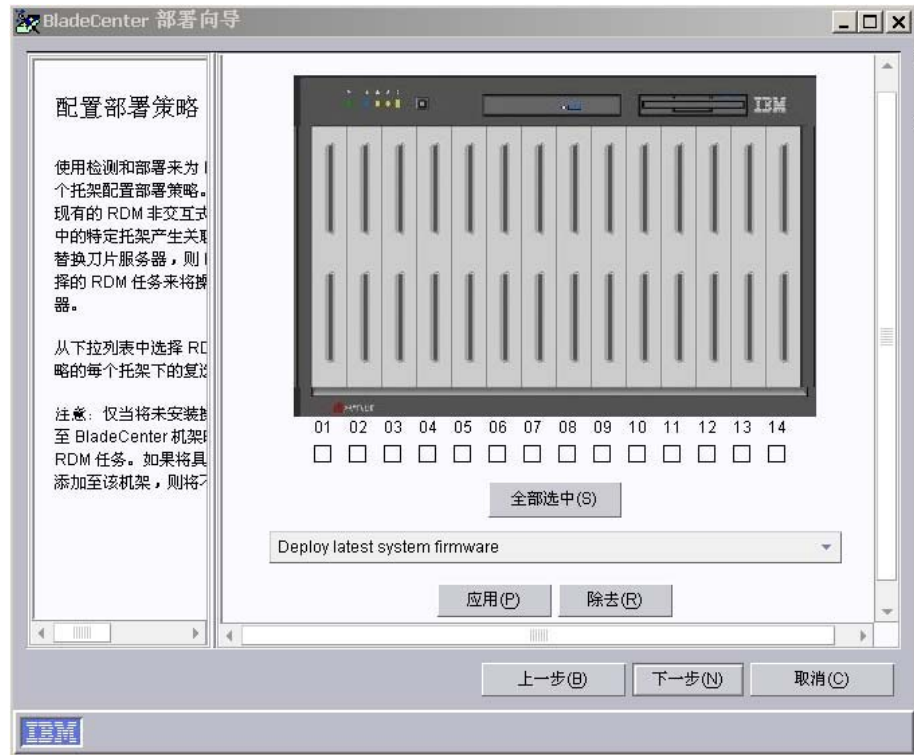 BladeCenter 部署向导
配置部署策略
使用检测和部署来为
个托架配置部署策略。
现有的 RDM 非交互式
中的特定托架产生关联
替换刀片服务器，则
择的 RDM 任务来将操
器。
从下拉列表中选择 RD
略的每个托架下的复选
注意：仅当将未安装操
至 BladeCenter 机架
RDM 任务。如果将具
添加至该机架，则将不
IBM
01 02 03 04 05 06 07 08 09 10 11 12 13 14
全部选中(S)
Deploy latest system firmware
应用(P) 除去(R)
上一步(B) 下一步(N) 取消(C)
IBM